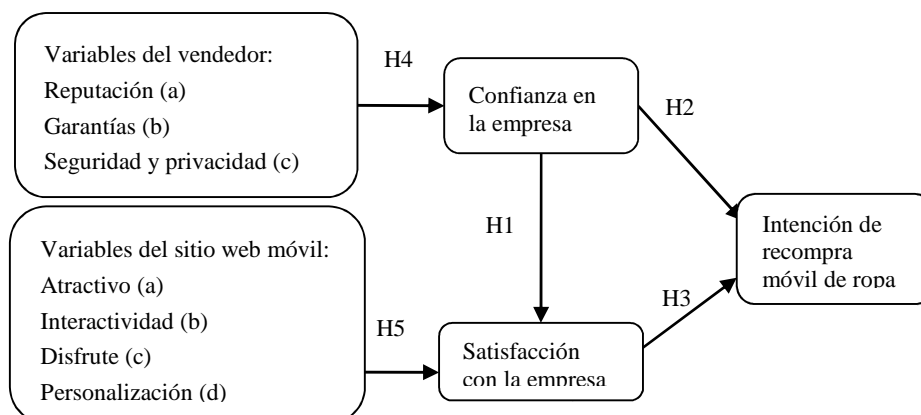 Variables del vendedor:
Reputación (a)
Garantías (b)
Seguridad y privacidad (c)
H4
Confianza en
la empresa
H2
H1
Variables del sitio web móvil:
Atractivo (a)
Interactividad (b)
Disfrute (c)
Personalización (d)
H5
Satisfacción
con la empresa
H3
Intención de
recompra
móvil de ropa